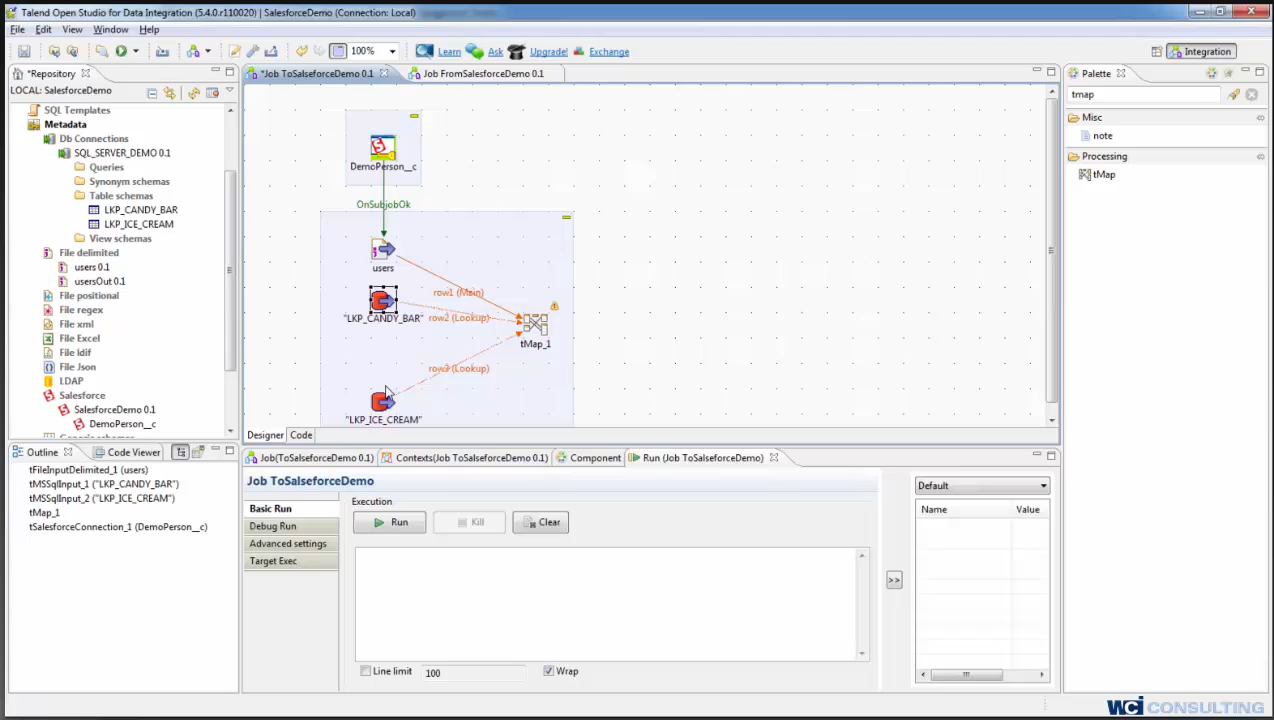 Talend Open Studio for Data Integration (5.4.0.r110020) | SalesforceDemo (Connection: Local)
File Edit View Window Help
100% Learn Ask Upgrade! Exchange Integration
*Repository
LOCAL: SalesforceDemo
SQL Templates
Metadata
Db Connections
SQL_SERVER_DEMO 0.1
Queries
Synonym schemas
Table schemas
LKP_CANDY_BAR
LKP_ICE_CREAM
View schemas
File delimited
users 0.1
usersOut 0.1
File positional
File regex
File xml
File Excel
File ldif
File Json
LDAP
Salesforce
SalesforceDemo 0.1
DemoPerson__c
Generic schemas
*Job ToSalseforceDemo 0.1
Job FromSalesforceDemo 0.1
DemoPerson__c
OnSubjobOk
users
row1 (Main)
"LKP_CANDY_BAR"
row2 (Lookup)
tMap_1
row3 (Lookup)
"LKP_ICE_CREAM"
Designer Code
Palette
tmap
Misc
note
Processing
tMap
Outline Code Viewer
tFileInputDelimited_1 (users)
tMSSqlInput_1 ("LKP_CANDY_BAR")
tMSSqlInput_2 ("LKP_ICE_CREAM")
tMap_1
tSalesforceConnection_1 (DemoPerson__c)
Job(ToSalseforceDemo 0.1) Contexts(Job ToSalseforceDemo 0.1) Component Run (Job ToSalseforceDemo)
Job ToSalseforceDemo
Basic Run
Debug Run
Advanced settings
Target Exec
Execution
Run Kill Clear
Line limit 100 Wrap
>>
Default
Name Value
WCI CONSULTING